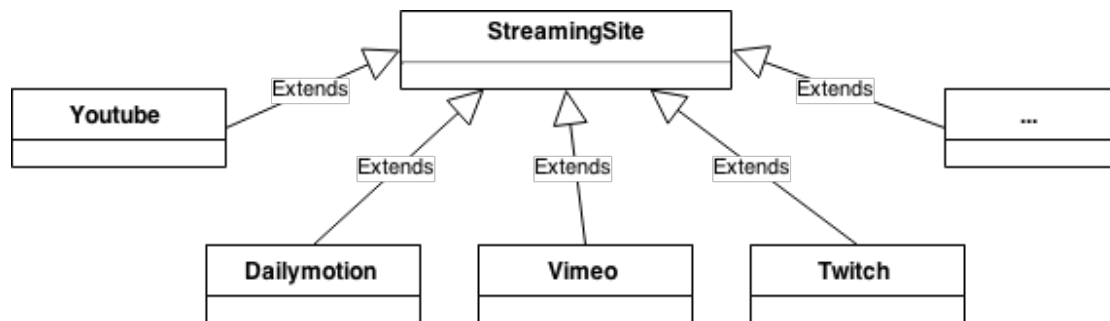 StreamingSite
Extends
Extends
Youtube
...
Extends
Extends
Extends
Dailymotion
Vimeo
Twitch